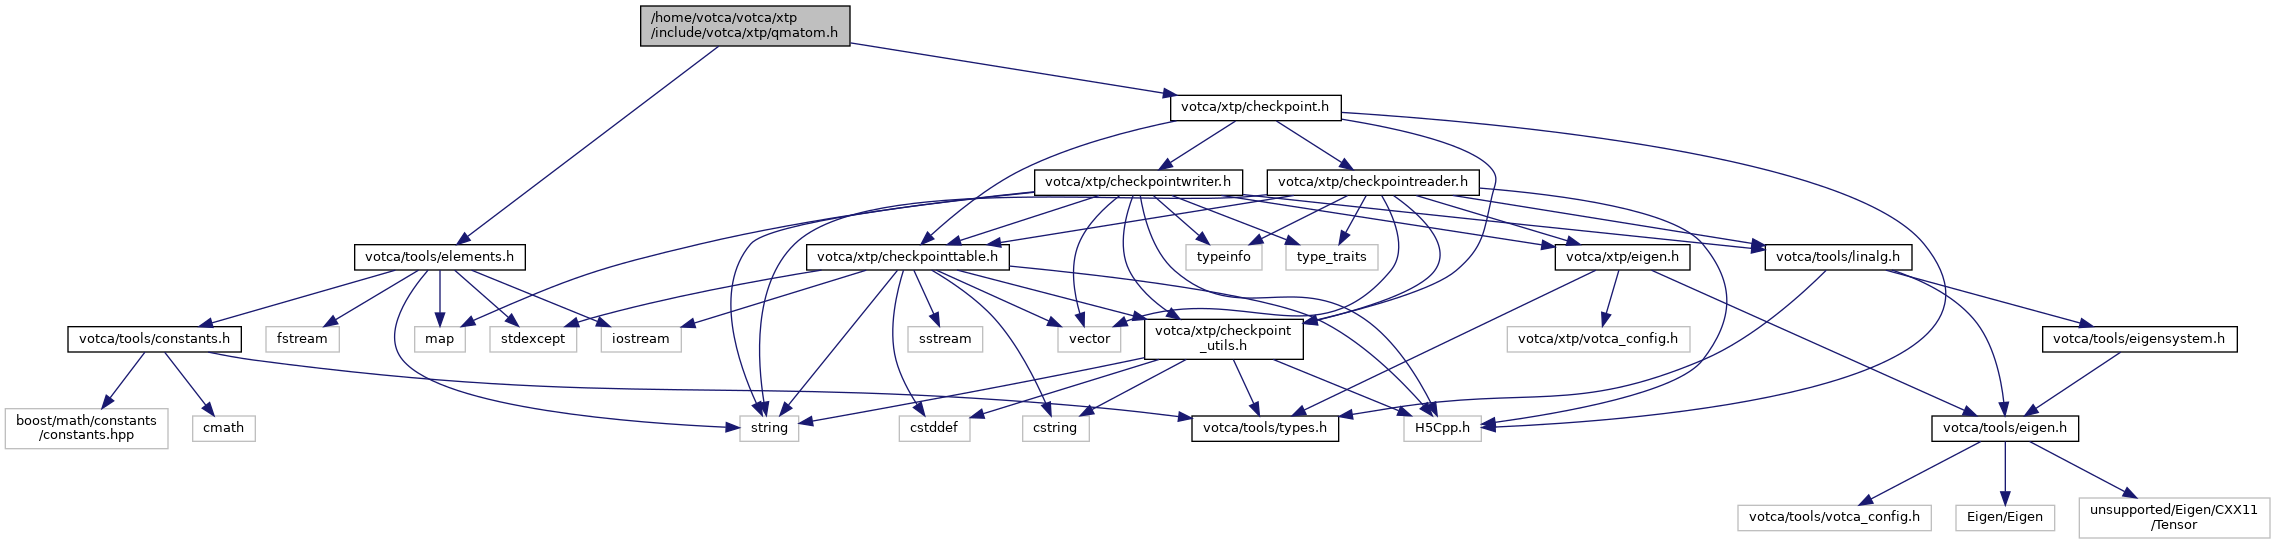 /home/votca/votca/xtp
/include/votca/xtp/qmatom.h
votca/xtp/checkpoint.h
votca/xtp/checkpointwriter.h
votca/xtp/checkpointreader.h
votca/tools/elements.h
votca/xtp/checkpointtable.h
typeinfo
type_traits
votca/xtp/eigen.h
votca/tools/linalg.h
votca/tools/constants.h
fstream
map
stdexcept
iostream
sstream
vector
votca/xtp/checkpoint
_utils.h
votca/xtp/votca_config.h
votca/tools/eigensystem.h
boost/math/constants
/constants.hpp
cmath
string
cstddef
cstring
votca/tools/types.h
H5Cpp.h
votca/tools/eigen.h
votca/tools/votca_config.h
Eigen/Eigen
unsupported/Eigen/CXX11
/Tensor